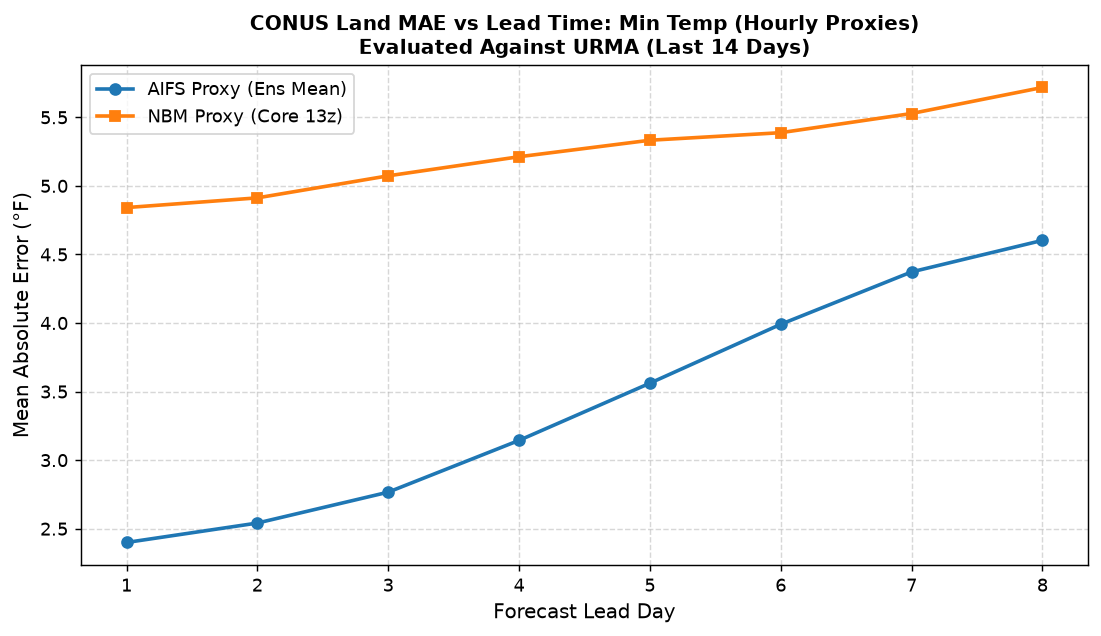 CONUS Land MAE vs Lead Time: Min Temp (Hourly Proxies)
Evaluated Against URMA (Last 14 Days)
AIFS Proxy (Ens Mean)
NBM Proxy (Core 13z)
Mean Absolute Error (°F)
5.5
5.0
4.5
4.0
3.5
3.0
2.5
1 2 3 4 5 6 7 8
Forecast Lead Day